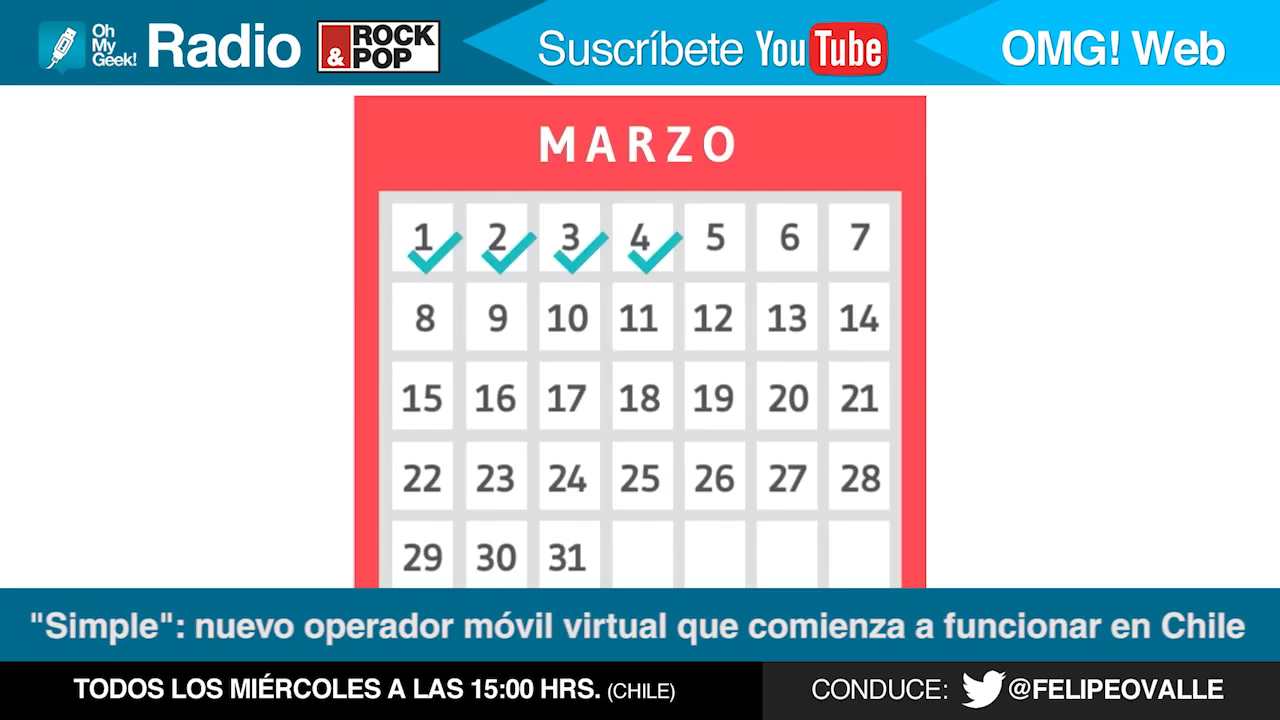 Oh
My
Geek! Radio ROCK
& POP
Suscríbete YouTube
OMG! Web
MARZO
1 2 3 4 5 6 7
8 9 10 11 12 13 14
15 16 17 18 19 20 21
22 23 24 25 26 27 28
29 30 31
"Simple": nuevo operador móvil virtual que comienza a funcionar en Chile
TODOS LOS MIÉRCOLES A LAS 15:00 HRS. (CHILE)
CONDUCE: @FELIPEOVALLE